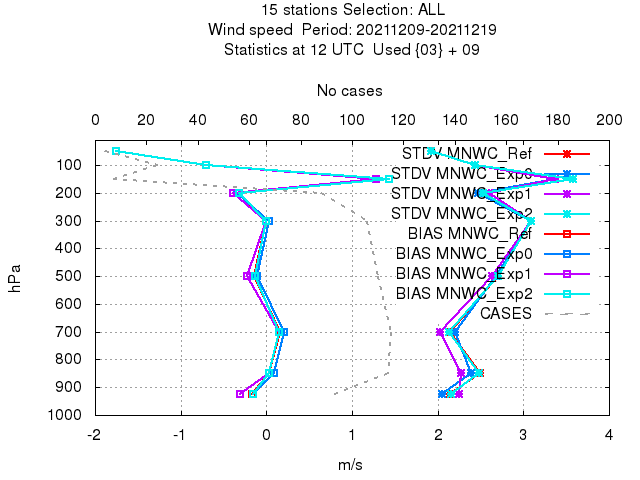 15 stations Selection: ALL
Wind speed  Period: 20211209-20211219
Statistics at 12 UTC  Used {03} + 09
No cases
0 20 40 60 80 100 120 140 160 180 200
STDV MNWC_Ref
STDV MNWC_Exp0
STDV MNWC_Exp1
STDV MNWC_Exp2
BIAS MNWC_Ref
BIAS MNWC_Exp0
BIAS MNWC_Exp1
BIAS MNWC_Exp2
CASES
100
200
300
400
500
600
700
800
900
1000
hPa
-2 -1 0 1 2 3 4
m/s